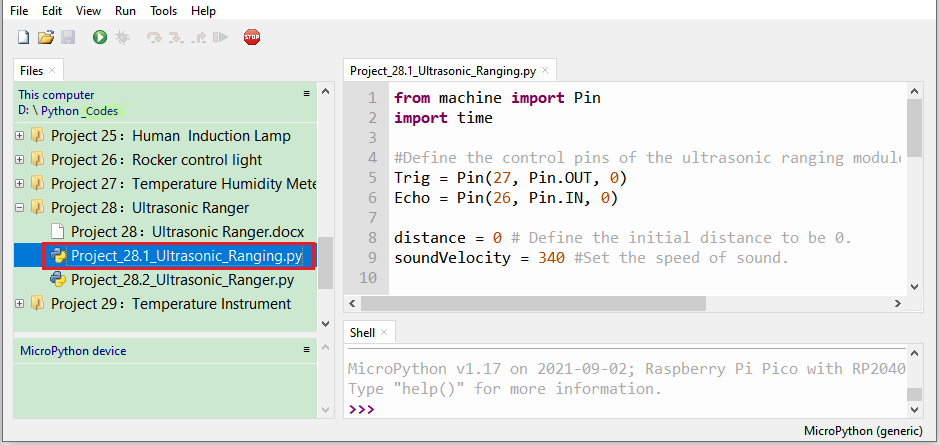 File Edit View Run Tools Help
STOP
Files ×
This computer
D: \ Python _Codes
Project 25：Human Induction Lamp
Project 26：Rocker control light
Project 27：Temperature Humidity Mete
Project 28：Ultrasonic Ranger
Project 28：Ultrasonic Ranger.docx
Project_28.1_Ultrasonic_Ranging.py
Project_28.2_Ultrasonic_Ranger.py
Project 29：Temperature Instrument
MicroPython device
Project_28.1_Ultrasonic_Ranging.py ×
1 from machine import Pin
2 import time
3
4 #Define the control pins of the ultrasonic ranging module
5 Trig = Pin(27, Pin.OUT, 0)
6 Echo = Pin(26, Pin.IN, 0)
7
8 distance = 0 # Define the initial distance to be 0.
9 soundVelocity = 340 #Set the speed of sound.
10
Shell ×
MicroPython v1.17 on 2021-09-02; Raspberry Pi Pico with RP2040
Type "help()" for more information.
>>>
MicroPython (generic)